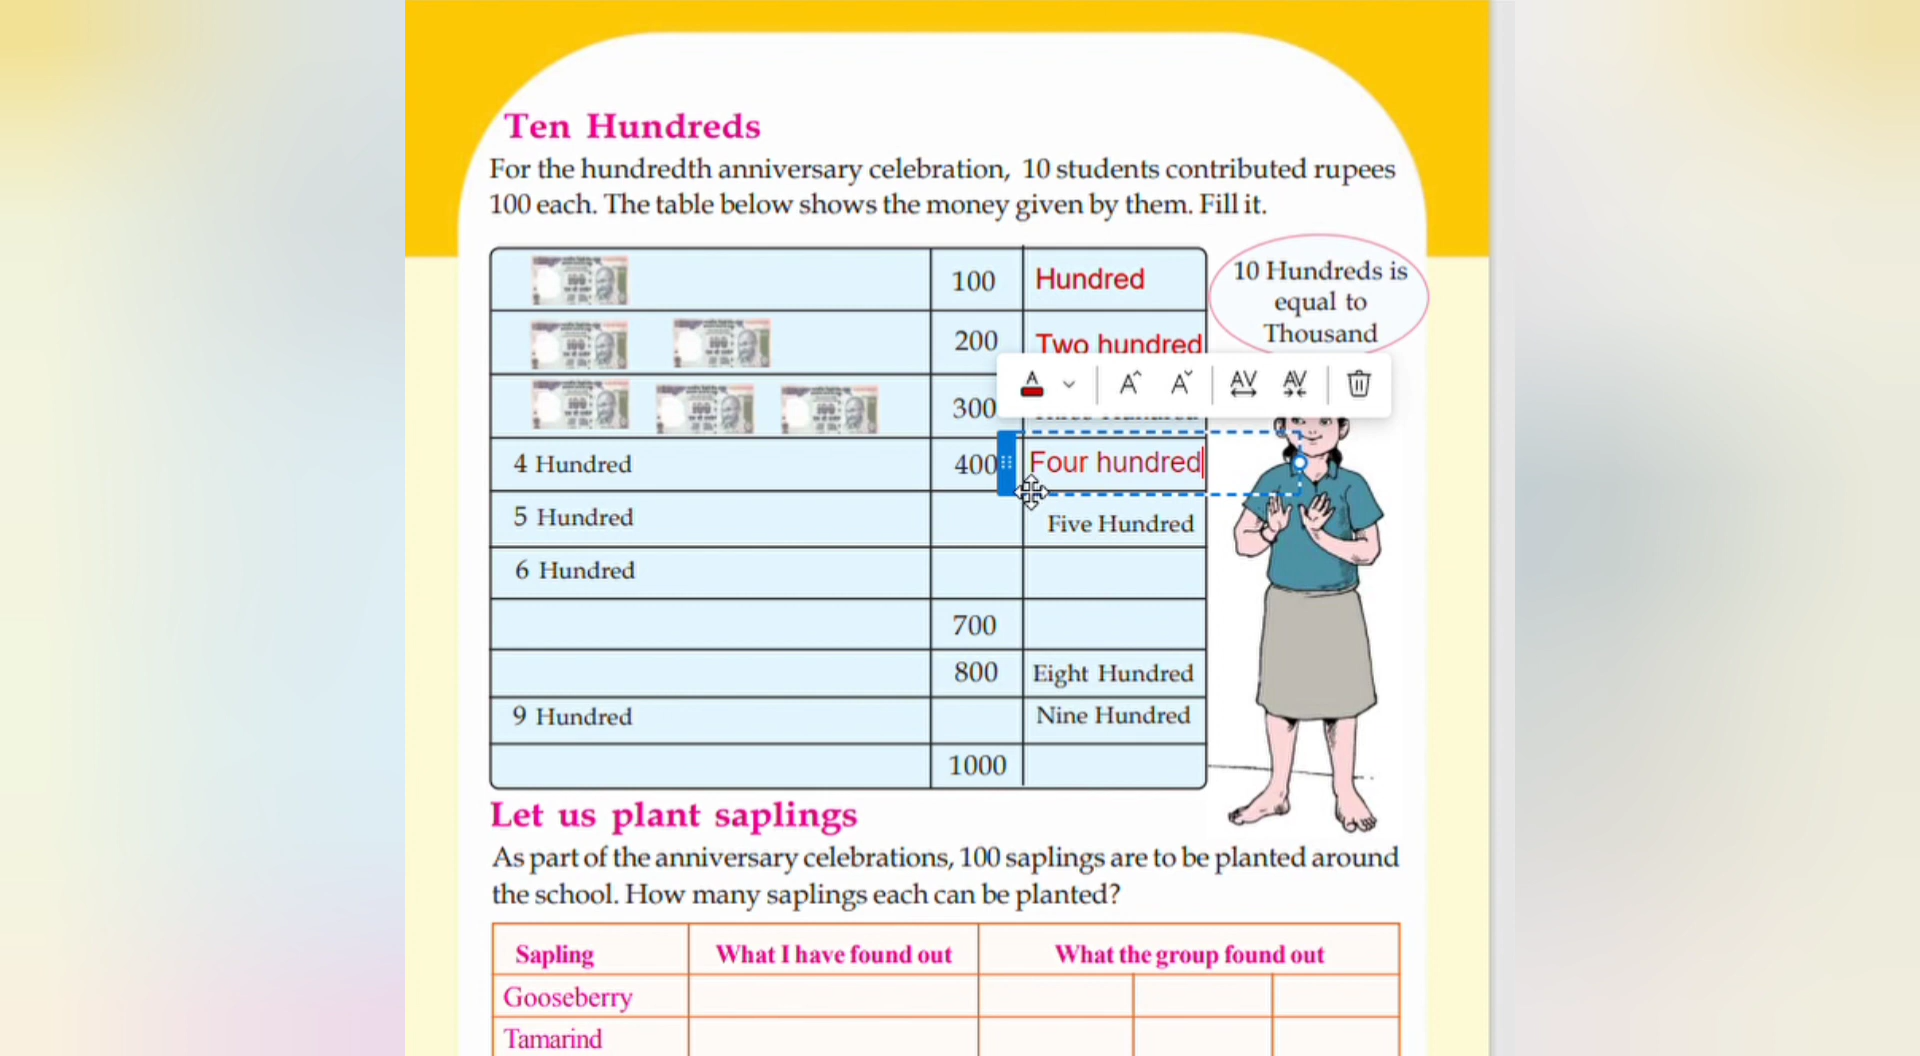 Ten Hundreds
For the hundredth anniversary celebration, 10 students contributed rupees
100 each. The table below shows the money given by them. Fill it.
100 Hundred
10 Hundreds is
equal to
Thousand
200 Two hundred
300
4 Hundred 400 Four hundred
5 Hundred Five Hundred
6 Hundred
700
800 Eight Hundred
9 Hundred Nine Hundred
1000
Let us plant saplings
As part of the anniversary celebrations, 100 saplings are to be planted around
the school. How many saplings each can be planted?
Sapling What I have found out What the group found out
Gooseberry
Tamarind